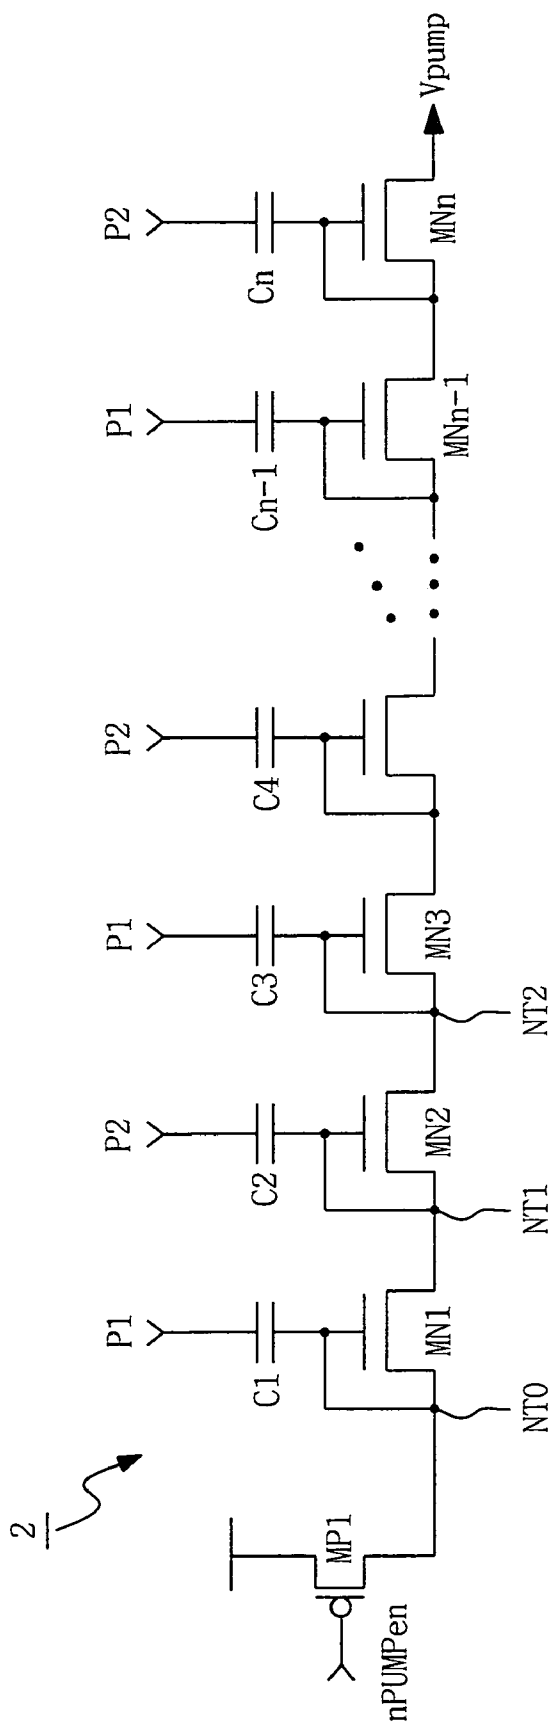 2
P1
P2
P1
P2
P1
P2
C1
C2
C3
C4
Cn-1
Cn
nPUMPen
MP1
MN1
MN2
MN3
MNn-1
MNn
Vpump
NT0
NT1
NT2